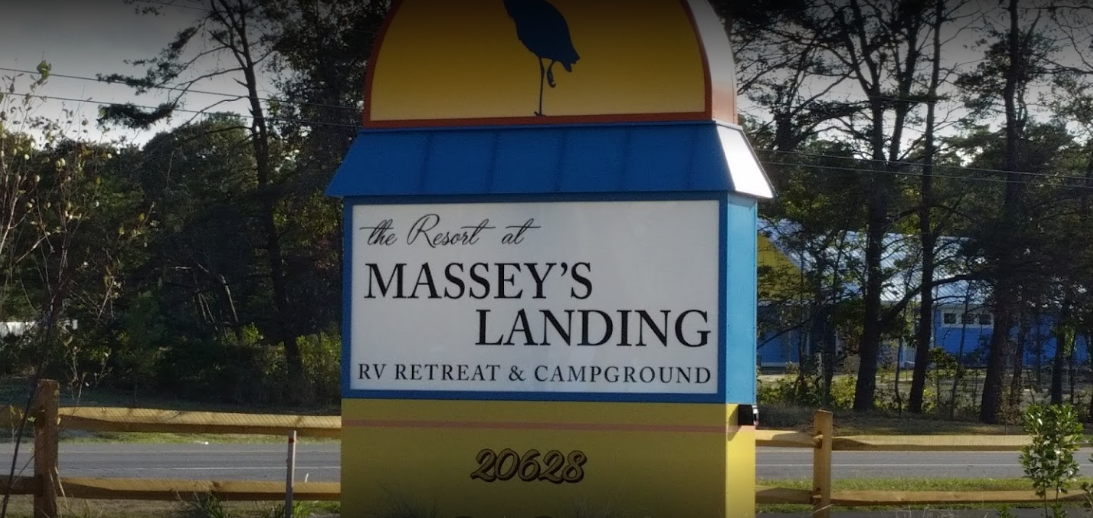 the Resort at
MASSEY'S
LANDING
RV RETREAT & CAMPGROUND
20628